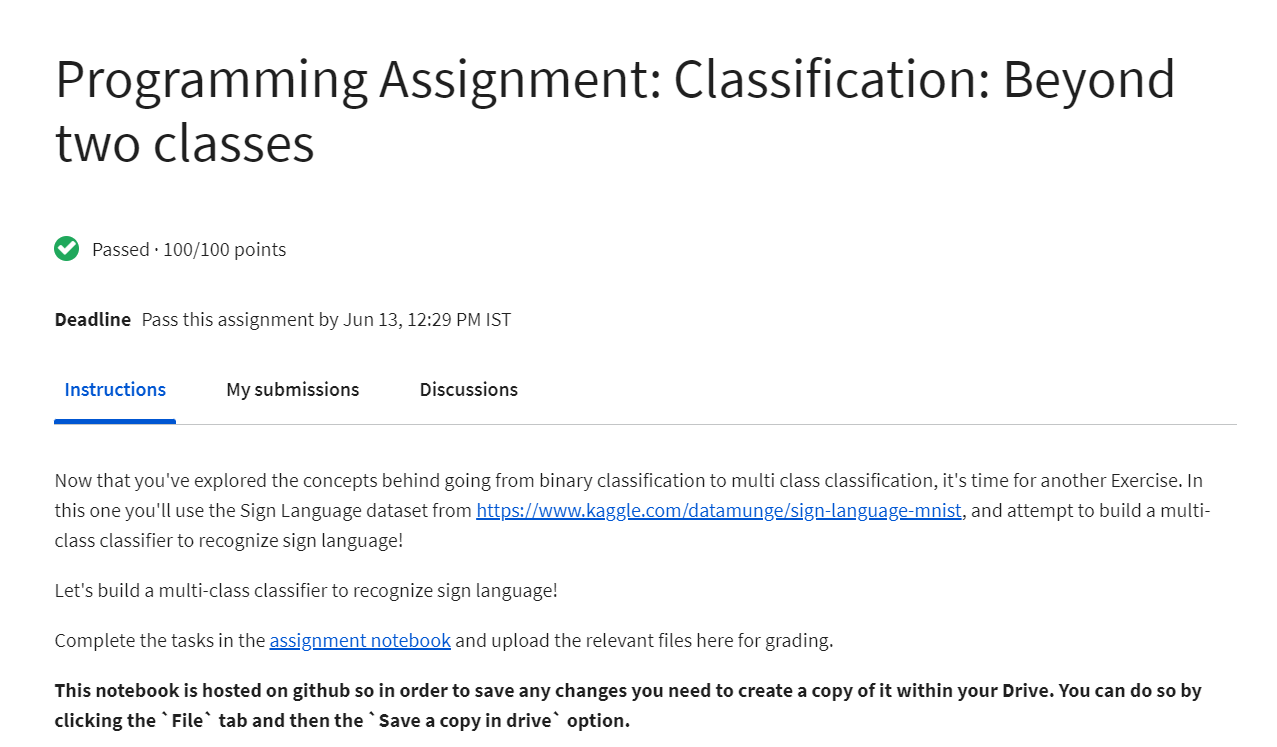 Programming Assignment: Classification: Beyond
two classes
Passed · 100/100 points
Deadline Pass this assignment by Jun 13, 12:29 PM IST
Instructions My submissions Discussions
Now that you've explored the concepts behind going from binary classification to multi class classification, it's time for another Exercise. In
this one you'll use the Sign Language dataset from https://www.kaggle.com/datamunge/sign-language-mnist, and attempt to build a multi-
class classifier to recognize sign language!
Let's build a multi-class classifier to recognize sign language!
Complete the tasks in the assignment notebook and upload the relevant files here for grading.
This notebook is hosted on github so in order to save any changes you need to create a copy of it within your Drive. You can do so by
clicking the `File` tab and then the `Save a copy in drive` option.